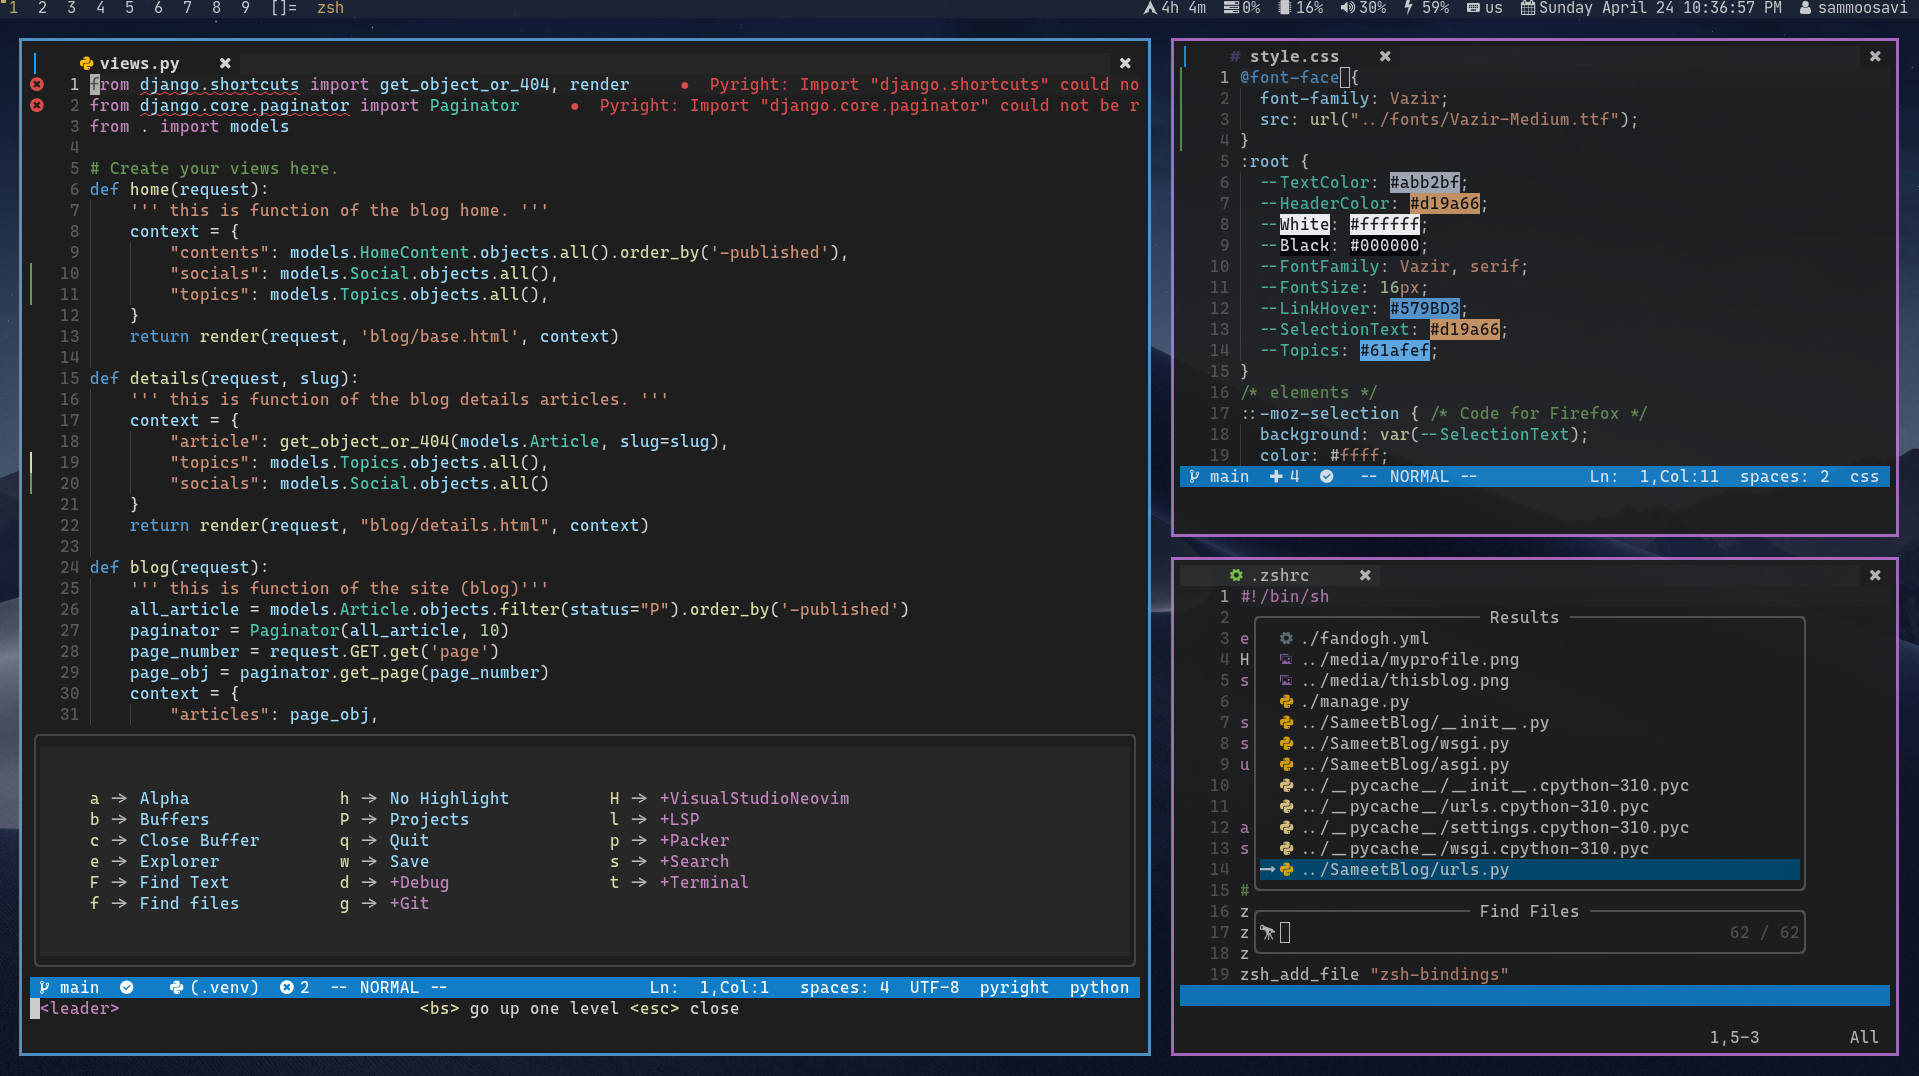 1 2 3 4 5 6 7 8 9 []= zsh
4h 4m 0% 16% 30% 59% us Sunday April 24 10:36:57 PM sammoosavi
views.py
1 from django.shortcuts import get_object_or_404, render ● Pyright: Import "django.shortcuts" could no
2 from django.core.paginator import Paginator ● Pyright: Import "django.core.paginator" could not be r
3 from . import models
4
5 # Create your views here.
6 def home(request):
7 ''' this is function of the blog home. '''
8 context = {
9 "contents": models.HomeContent.objects.all().order_by('-published'),
10 "socials": models.Social.objects.all(),
11 "topics": models.Topics.objects.all(),
12 }
13 return render(request, 'blog/base.html', context)
14
15 def details(request, slug):
16 ''' this is function of the blog details articles. '''
17 context = {
18 "article": get_object_or_404(models.Article, slug=slug),
19 "topics": models.Topics.objects.all(),
20 "socials": models.Social.objects.all()
21 }
22 return render(request, "blog/details.html", context)
23
24 def blog(request):
25 ''' this is function of the site (blog)'''
26 all_article = models.Article.objects.filter(status="P").order_by('-published')
27 paginator = Paginator(all_article, 10)
28 page_number = request.GET.get('page')
29 page_obj = paginator.get_page(page_number)
30 context = {
31 "articles": page_obj,
a → Alpha h → No Highlight H → +VisualStudioNeovim
b → Buffers P → Projects l → +LSP
c → Close Buffer q → Quit p → +Packer
e → Explorer w → Save s → +Search
F → Find Text d → +Debug t → +Terminal
f → Find files g → +Git
main (.venv) 2 -- NORMAL -- Ln: 1,Col:1 spaces: 4 UTF-8 pyright python
<leader> <bs> go up one level <esc> close
# style.css
1 @font-face {
2 font-family: Vazir;
3 src: url("../fonts/Vazir-Medium.ttf");
4 }
5 :root {
6 --TextColor: #abb2bf;
7 --HeaderColor: #d19a66;
8 --White: #ffffff;
9 --Black: #000000;
10 --FontFamily: Vazir, serif;
11 --FontSize: 16px;
12 --LinkHover: #579BD3;
13 --SelectionText: #d19a66;
14 --Topics: #61afef;
15 }
16 /* elements */
17 ::-moz-selection { /* Code for Firefox */
18 background: var(--SelectionText);
19 color: #ffff;
main 4 -- NORMAL -- Ln: 1,Col:11 spaces: 2 css
.zshrc
1 #!/bin/sh
2 Results
3 e ./fandogh.yml
4 H ../media/myprofile.png
5 s ../media/thisblog.png
6 ./manage.py
7 s ../SameetBlog/__init__.py
8 s ../SameetBlog/wsgi.py
9 u ../SameetBlog/asgi.py
10 ../__pycache__/__init__.cpython-310.pyc
11 ../__pycache__/urls.cpython-310.pyc
12 a ../__pycache__/settings.cpython-310.pyc
13 s ../__pycache__/wsgi.cpython-310.pyc
14 → ../SameetBlog/urls.py
15 #
16 z Find Files
17 z 62 / 62
18 z
19 zsh_add_file "zsh-bindings"
1,5-3 All